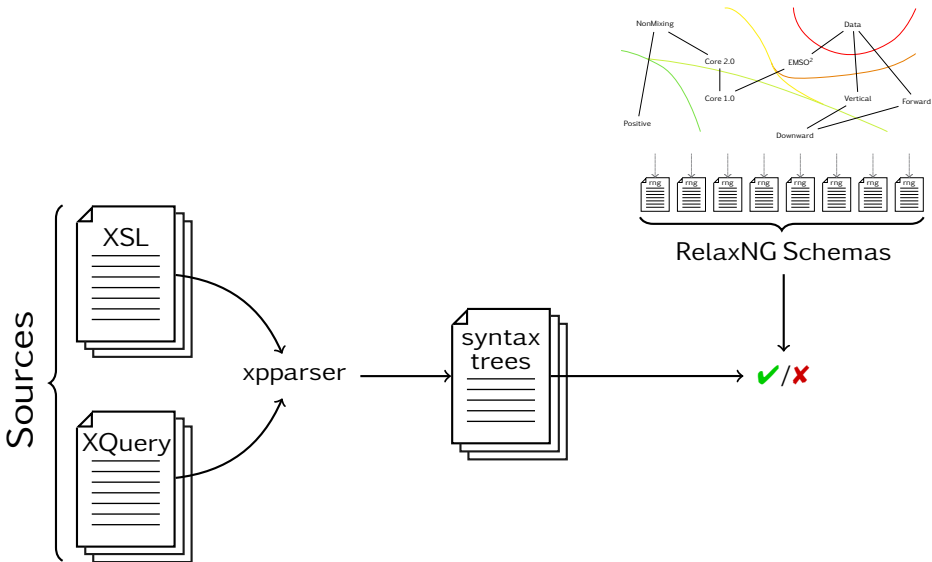 NonMixing
Data
Core 2.0
EMSO²
Core 1.0
Vertical
Forward
Positive
Downward
rng rng rng rng rng rng rng rng
RelaxNG Schemas
Sources
XSL
XQuery
xpparser
syntax
trees
✔/✘